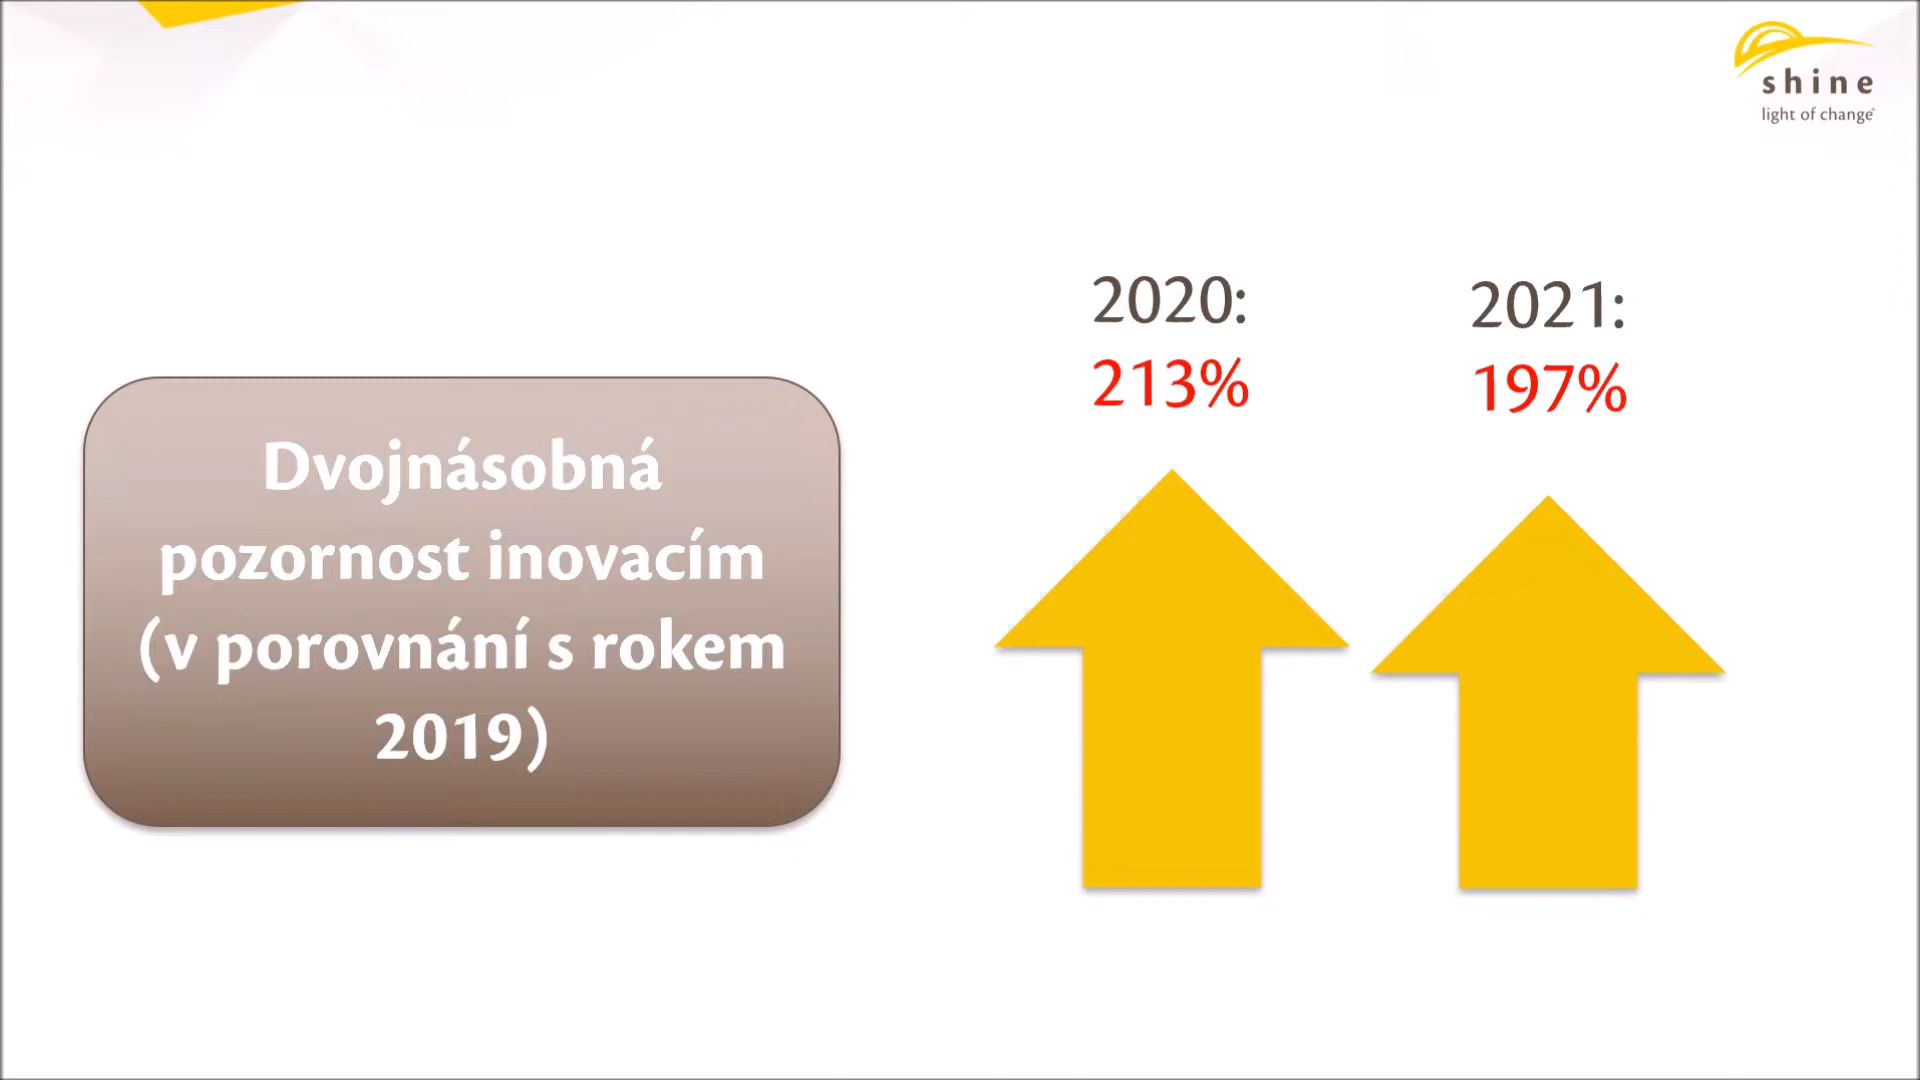 shine
light of change®
2020:
213%
2021:
197%
Dvojnásobná
pozornost inovacím
(v porovnání s rokem
2019)